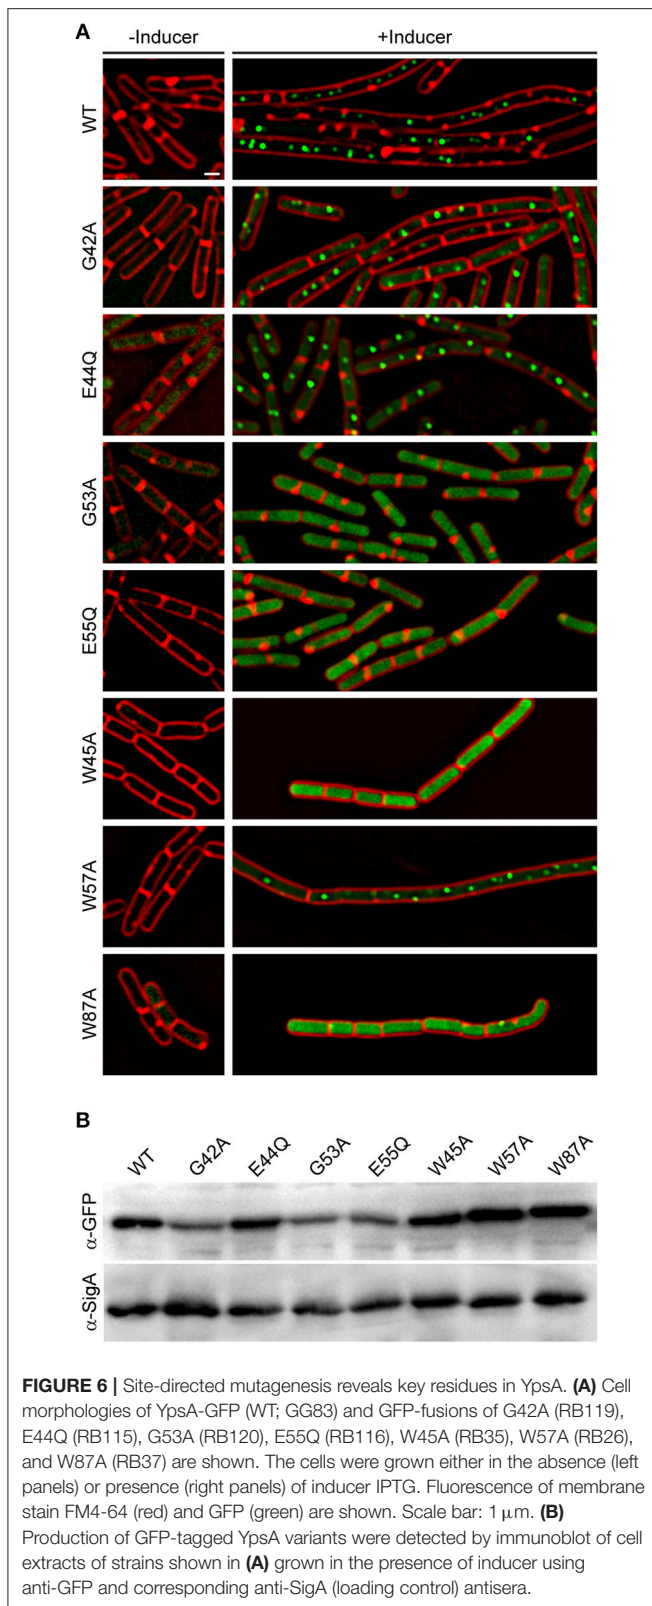 A
-Inducer
+Inducer
WT
G42A
E44Q
G53A
E55Q
W45A
W57A
W87A
B
WT G42A E44Q G53A E55Q W45A W57A W87A
α-GFP
α-SigA
FIGURE 6 | Site-directed mutagenesis reveals key residues in YpsA. (A) Cell
morphologies of YpsA-GFP (WT; GG83) and GFP-fusions of G42A (RB119),
E44Q (RB115), G53A (RB120), E55Q (RB116), W45A (RB35), W57A (RB26),
and W87A (RB37) are shown. The cells were grown either in the absence (left
panels) or presence (right panels) of inducer IPTG. Fluorescence of membrane
stain FM4-64 (red) and GFP (green) are shown. Scale bar: 1 μm. (B)
Production of GFP-tagged YpsA variants were detected by immunoblot of cell
extracts of strains shown in (A) grown in the presence of inducer using
anti-GFP and corresponding anti-SigA (loading control) antisera.